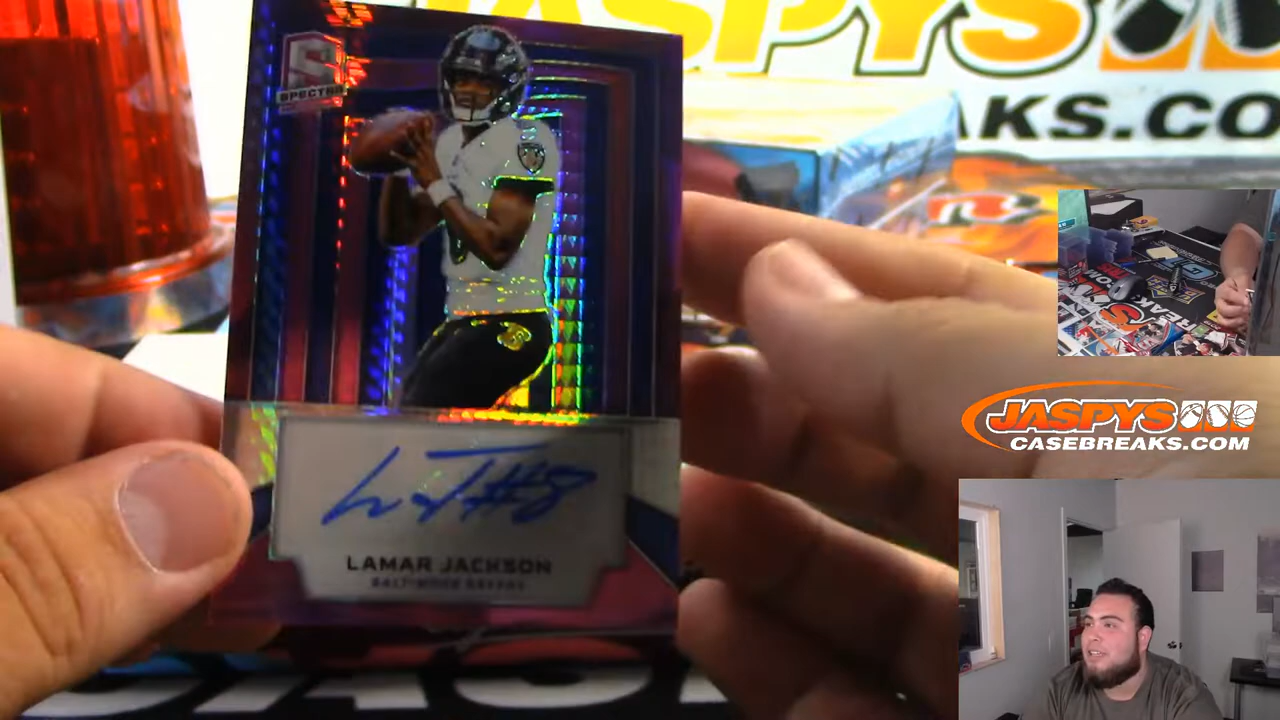 JASPYS
AKS.CO
S
SPECTRA
LAMAR JACKSON
BALTIMORE RAVENS
JASPYS
CASEBREAKS.COM